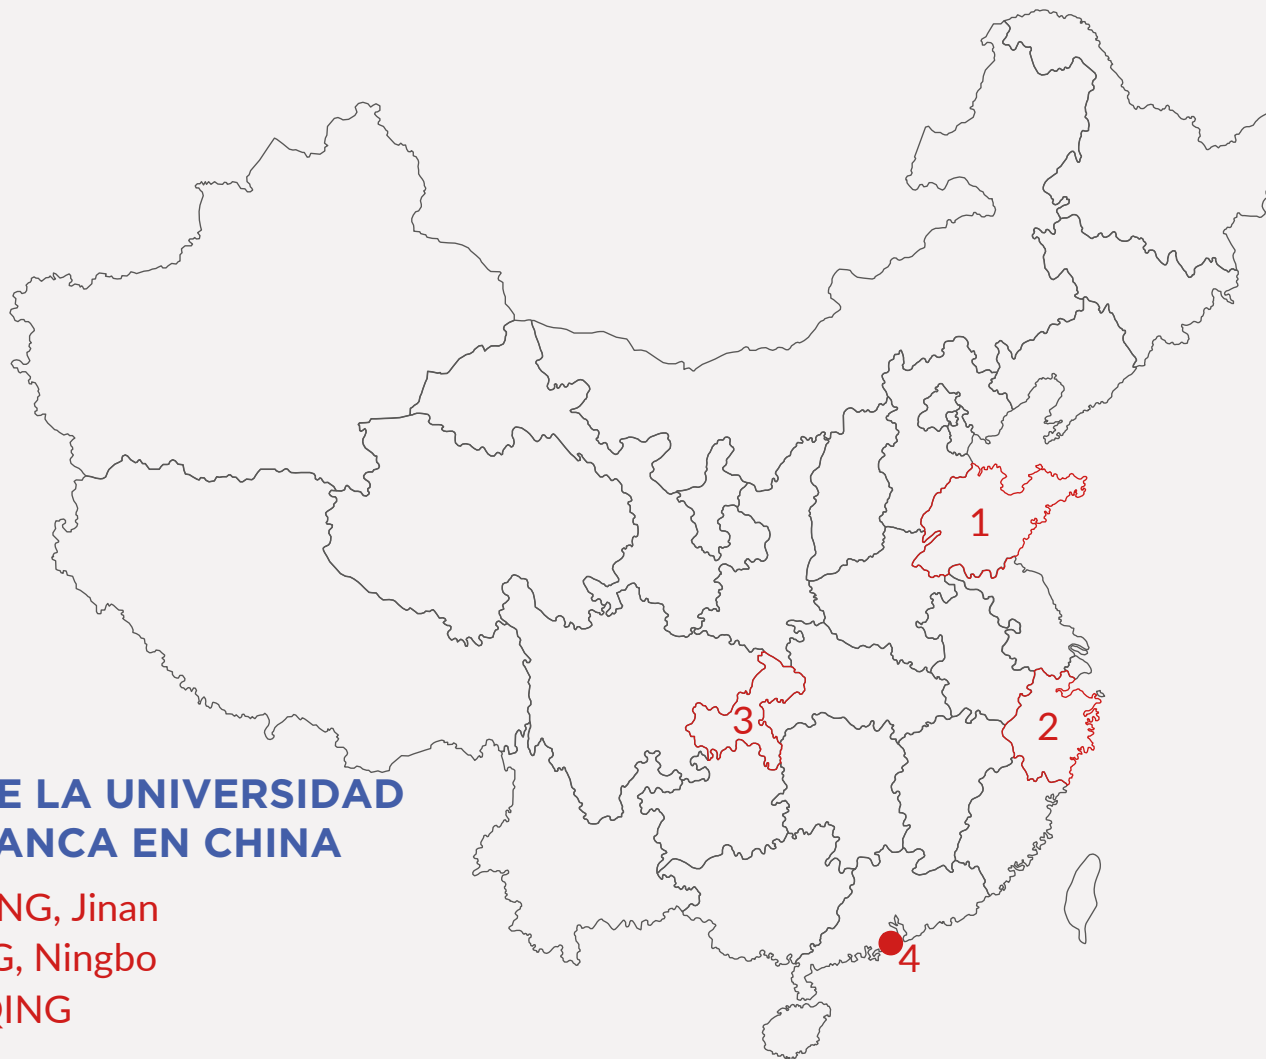 1
3
2
E LA UNIVERSIDAD
ANCA EN CHINA
NG, Jinan
G, Ningbo
QING
4